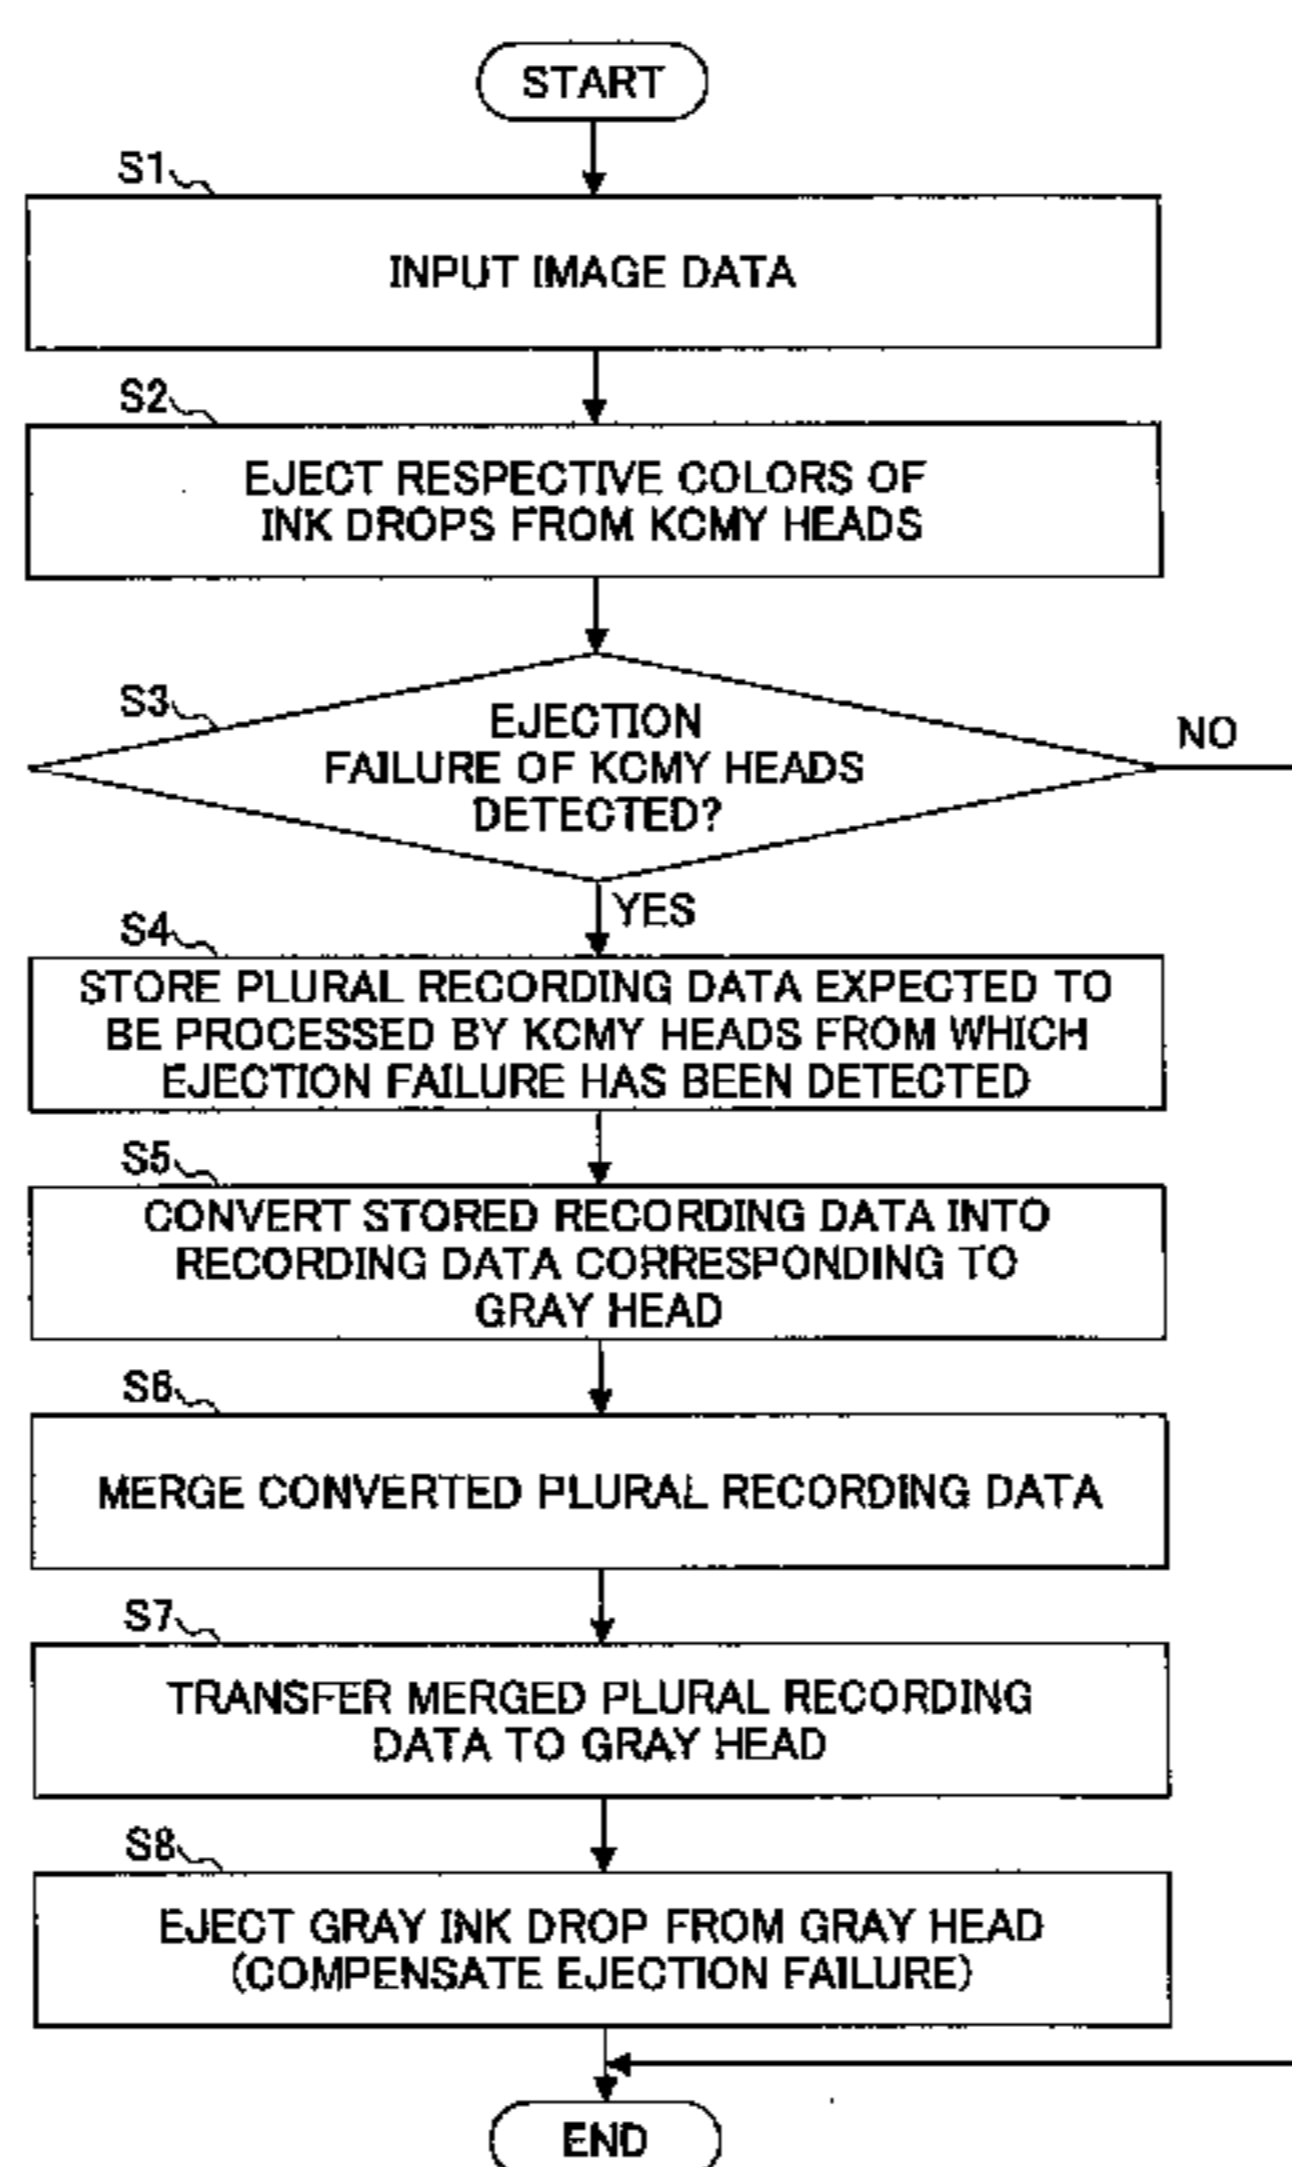 START
S1
INPUT IMAGE DATA
S2
EJECT RESPECTIVE COLORS OF
INK DROPS FROM KCMY HEADS
S3
EJECTION
FAILURE OF KCMY HEADS
DETECTED?
NO
YES
S4
STORE PLURAL RECORDING DATA EXPECTED TO
BE PROCESSED BY KCMY HEADS FROM WHICH
EJECTION FAILURE HAS BEEN DETECTED
S5
CONVERT STORED RECORDING DATA INTO
RECORDING DATA CORRESPONDING TO
GRAY HEAD
S6
MERGE CONVERTED PLURAL RECORDING DATA
S7
TRANSFER MERGED PLURAL RECORDING
DATA TO GRAY HEAD
S8
EJECT GRAY INK DROP FROM GRAY HEAD
(COMPENSATE EJECTION FAILURE)
END